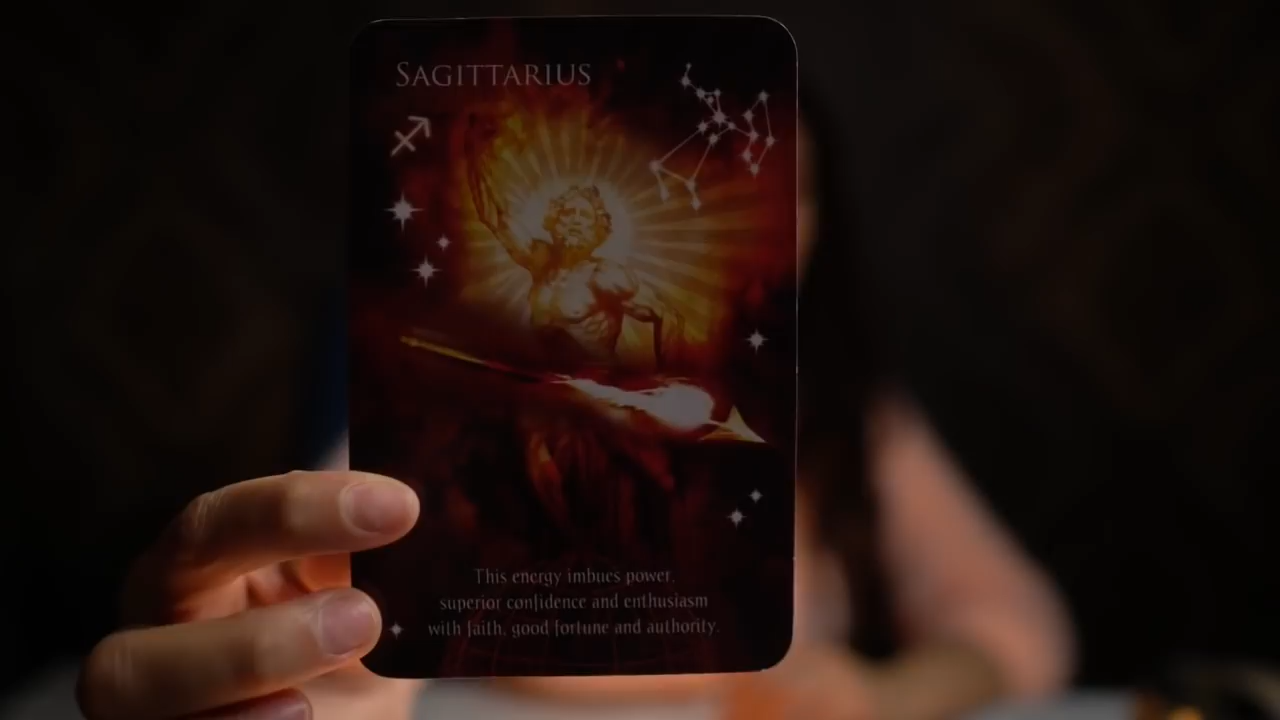 SAGITTARIUS
This energy imbues power,
superior confidence and enthusiasm
with faith, good fortune and authority.